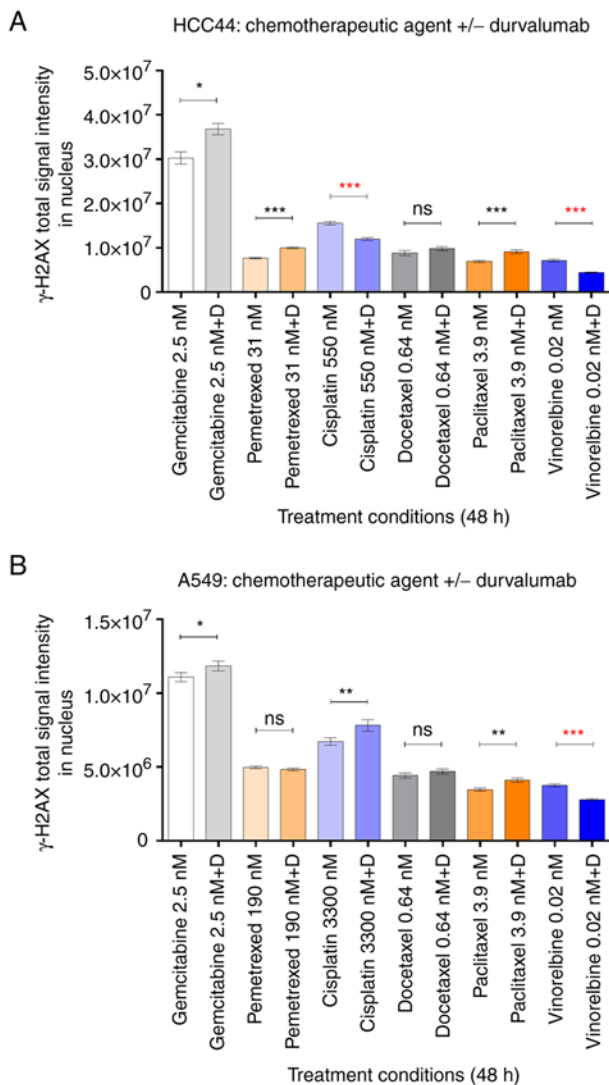 A
HCC44: chemotherapeutic agent +/– durvalumab
γ-H2AX total signal intensity
in nucleus
5.0×10⁷
4.0×10⁷
3.0×10⁷
2.0×10⁷
1.0×10⁷
0
*
***
***
ns
***
***
Gemcitabine 2.5 nM
Gemcitabine 2.5 nM+D
Pemetrexed 31 nM
Pemetrexed 31 nM+D
Cisplatin 550 nM
Cisplatin 550 nM+D
Docetaxel 0.64 nM
Docetaxel 0.64 nM+D
Paclitaxel 3.9 nM
Paclitaxel 3.9 nM+D
Vinorelbine 0.02 nM
Vinorelbine 0.02 nM+D
Treatment conditions (48 h)
B
A549: chemotherapeutic agent +/– durvalumab
γ-H2AX total signal intensity
in nucleus
1.5×10⁷
1.0×10⁷
5.0×10⁶
0
*
ns
**
ns
**
***
Gemcitabine 2.5 nM
Gemcitabine 2.5 nM+D
Pemetrexed 190 nM
Pemetrexed 190 nM+D
Cisplatin 3300 nM
Cisplatin 3300 nM+D
Docetaxel 0.64 nM
Docetaxel 0.64 nM+D
Paclitaxel 3.9 nM
Paclitaxel 3.9 nM+D
Vinorelbine 0.02 nM
Vinorelbine 0.02 nM+D
Treatment conditions (48 h)